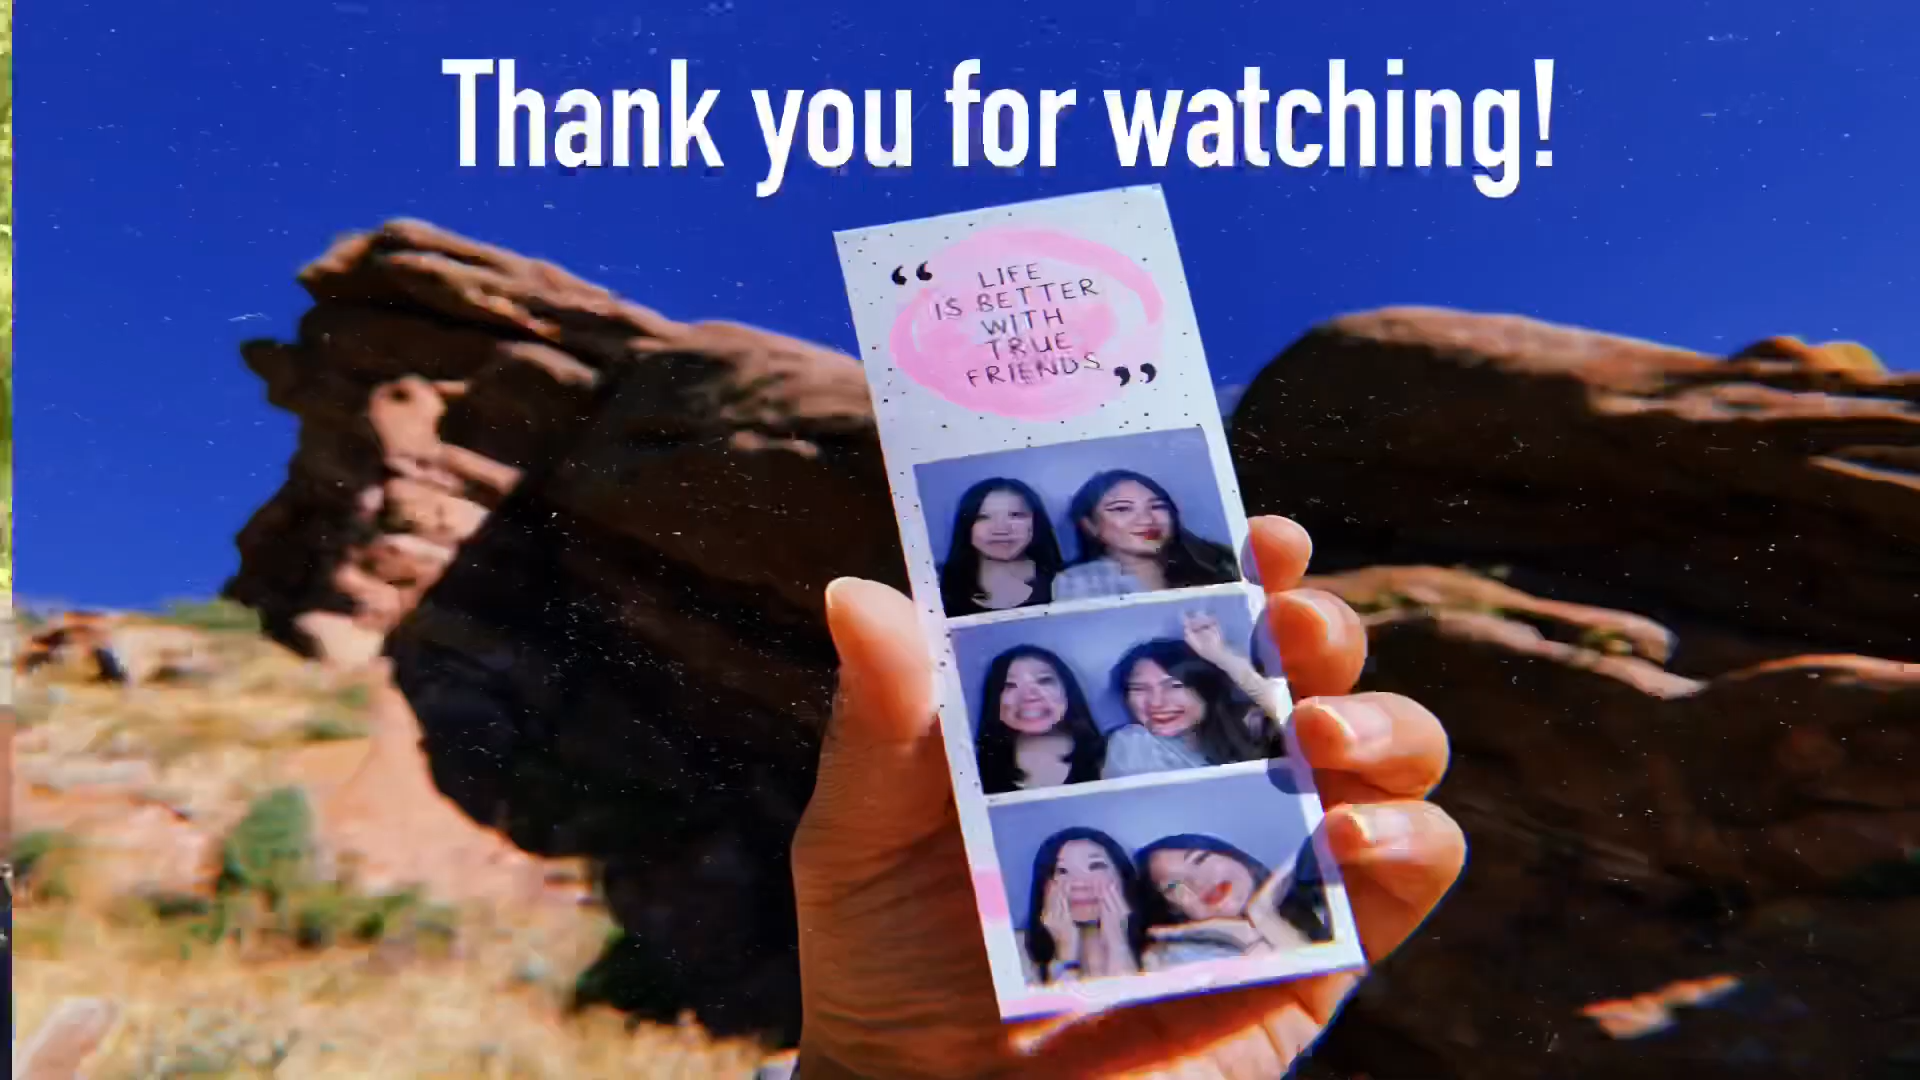 Thank you for watching!
“ LIFE
IS BETTER
WITH
TRUE
FRIENDS ”